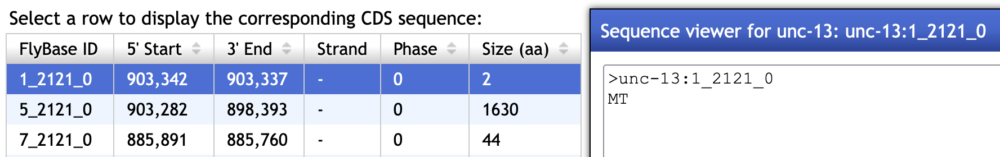 Select a row to display the corresponding CDS sequence:
FlyBase ID 5' Start 3' End Strand Phase Size (aa)
1_2121_0 903,342 903,337 - 0 2
5_2121_0 903,282 898,393 - 0 1630
7_2121_0 885,891 885,760 - 0 44
Sequence viewer for unc-13: unc-13:1_2121_0
>unc-13:1_2121_0
MT